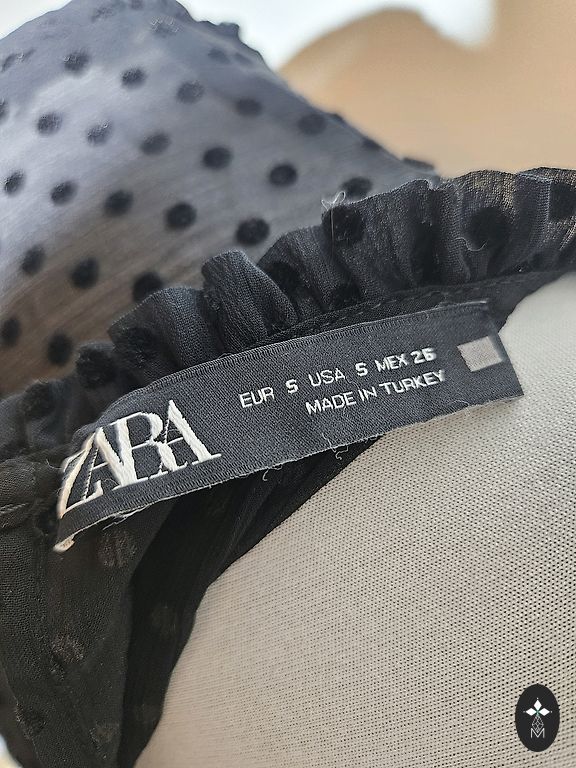 ZARA
EUR S USA S MEX 26
MADE IN TURKEY
M